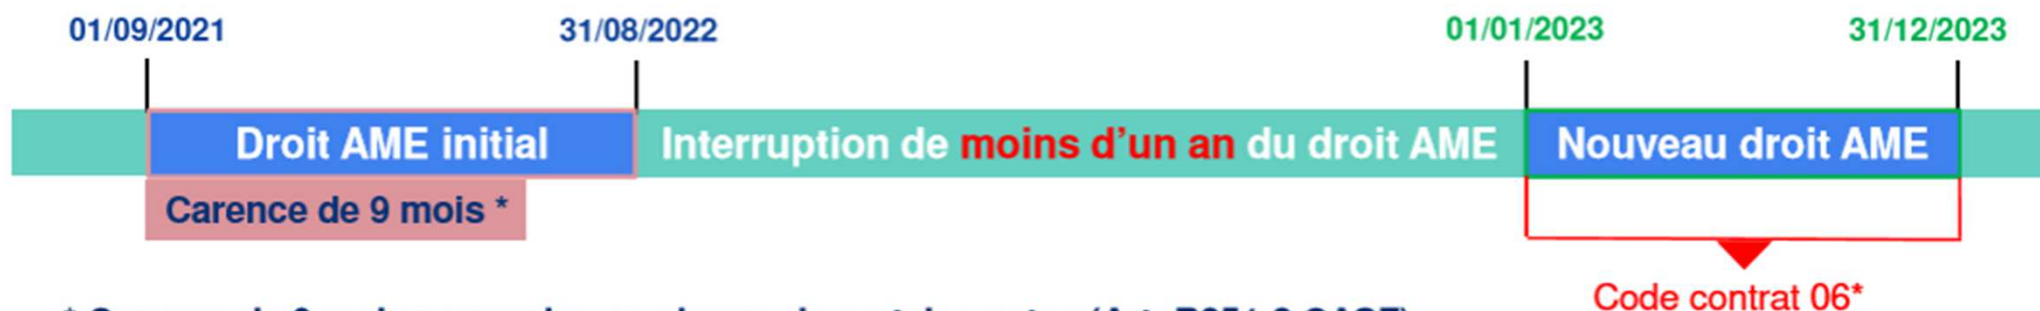 01/09/2021 31/08/2022 01/01/2023 31/12/2023
Droit AME initial Interruption de moins d'un an du droit AME Nouveau droit AME
Carence de 9 mois *
Code contrat 06*